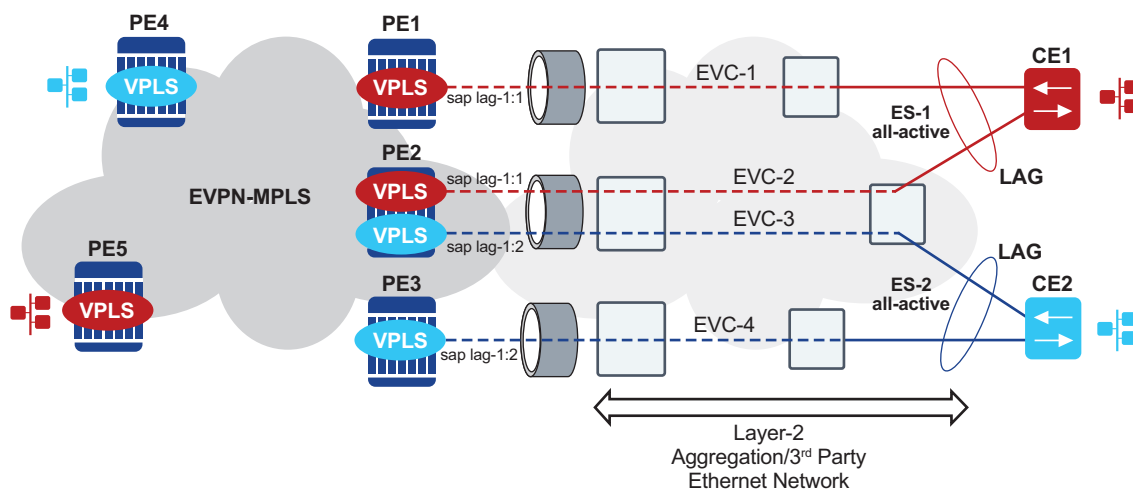 PE4
VPLS
PE1
VPLS
sap lag-1:1
EVC-1
CE1
ES-1
all-active
LAG
EVPN-MPLS
PE2
VPLS
sap lag-1:1
EVC-2
VPLS
sap lag-1:2
EVC-3
LAG
PE5
VPLS
PE3
VPLS
sap lag-1:2
EVC-4
ES-2
all-active
CE2
Layer-2
Aggregation/3rd Party
Ethernet Network